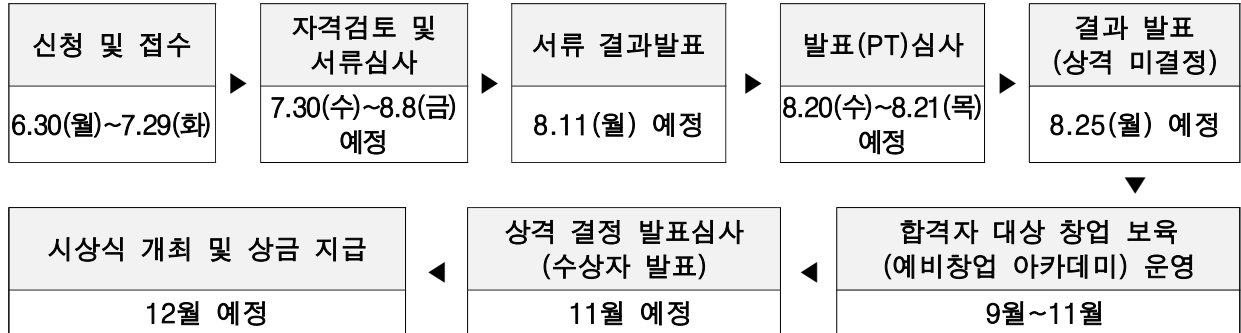 신청 및 접수
6.30(월)~7.29(화)
▶
자격검토 및
서류심사
7.30(수)~8.8(금)
예정
▶
서류 결과발표
8.11(월) 예정
▶
발표(PT)심사
8.20(수)~8.21(목)
예정
▶
결과 발표
(상격 미결정)
8.25(월) 예정
▼
합격자 대상 창업 보육
(예비창업 아카데미) 운영
9월~11월
◀
상격 결정 발표심사
(수상자 발표)
11월 예정
◀
시상식 개최 및 상금 지급
12월 예정